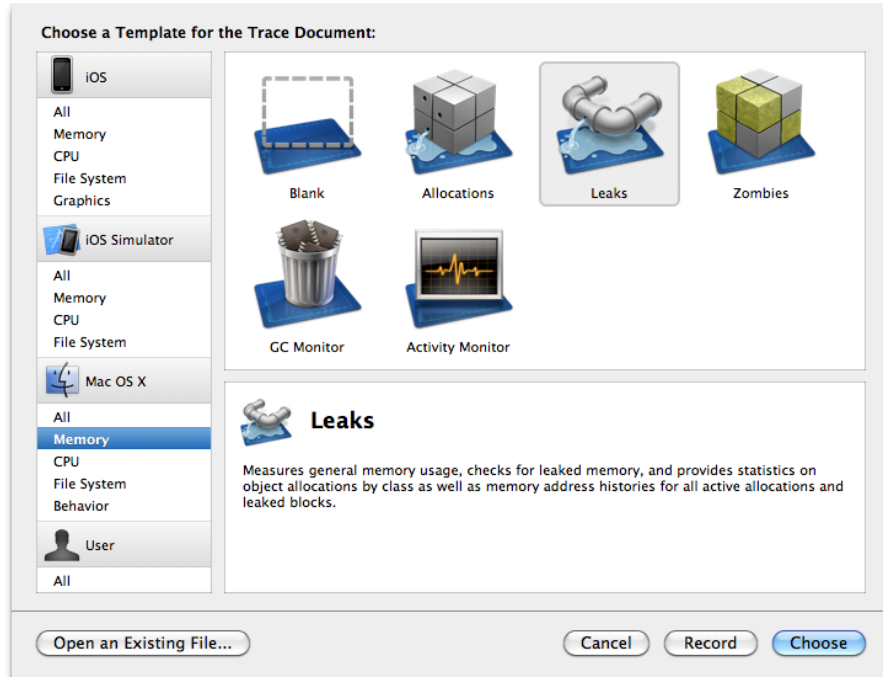 Choose a Template for the Trace Document:
iOS
All
Memory
CPU
File System
Graphics
iOS Simulator
All
Memory
CPU
File System
Mac OS X
All
Memory
CPU
File System
Behavior
User
All
Blank
Allocations
Leaks
Zombies
GC Monitor
Activity Monitor
Leaks
Measures general memory usage, checks for leaked memory, and provides statistics on
object allocations by class as well as memory address histories for all active allocations and
leaked blocks.
Open an Existing File...
Cancel
Record
Choose